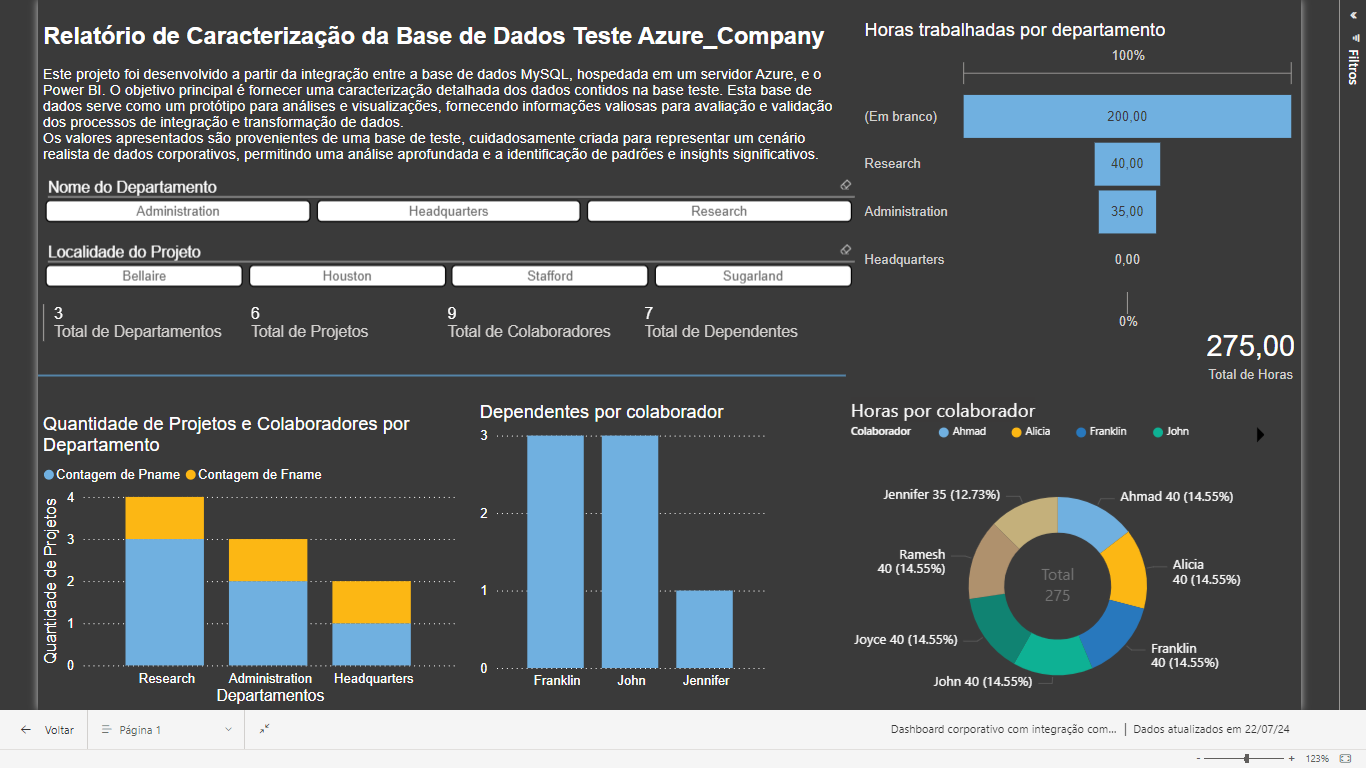 Relatório de Caracterização da Base de Dados Teste Azure_Company
Este projeto foi desenvolvido a partir da integração entre a base de dados MySQL, hospedada em um servidor Azure, e o
Power BI. O objetivo principal é fornecer uma caracterização detalhada dos dados contidos na base teste. Esta base de
dados serve como um protótipo para análises e visualizações, fornecendo informações valiosas para avaliação e validação
dos processos de integração e transformação de dados.
Os valores apresentados são provenientes de uma base de teste, cuidadosamente criada para representar um cenário
realista de dados corporativos, permitindo uma análise aprofundada e a identificação de padrões e insights significativos.
Nome do Departamento
Administration
Headquarters
Research
Localidade do Projeto
Bellaire
Houston
Stafford
Sugarland
3
Total de Departamentos
6
Total de Projetos
9
Total de Colaboradores
7
Total de Dependentes
Horas trabalhadas por departamento
100%
(Em branco)
200,00
Research
40,00
Administration
35,00
Headquarters
0,00
0%
275,00
Total de Horas
Filtros
Quantidade de Projetos e Colaboradores por
Departamento
Contagem de Pname
Contagem de Fname
Quantidade de Projetos
4
3
2
1
0
Research
Administration
Headquarters
Departamentos
Dependentes por colaborador
3
2
1
0
Franklin
John
Jennifer
Horas por colaborador
Colaborador
Ahmad
Alicia
Franklin
John
Jennifer 35 (12.73%)
Ahmad 40 (14.55%)
Ramesh
40 (14.55%)
Alicia
40 (14.55%)
Total
275
Joyce 40 (14.55%)
Franklin
40 (14.55%)
John 40 (14.55%)
Voltar
Página 1
Dashboard corporativo com integração com...
Dados atualizados em 22/07/24
- + 123%